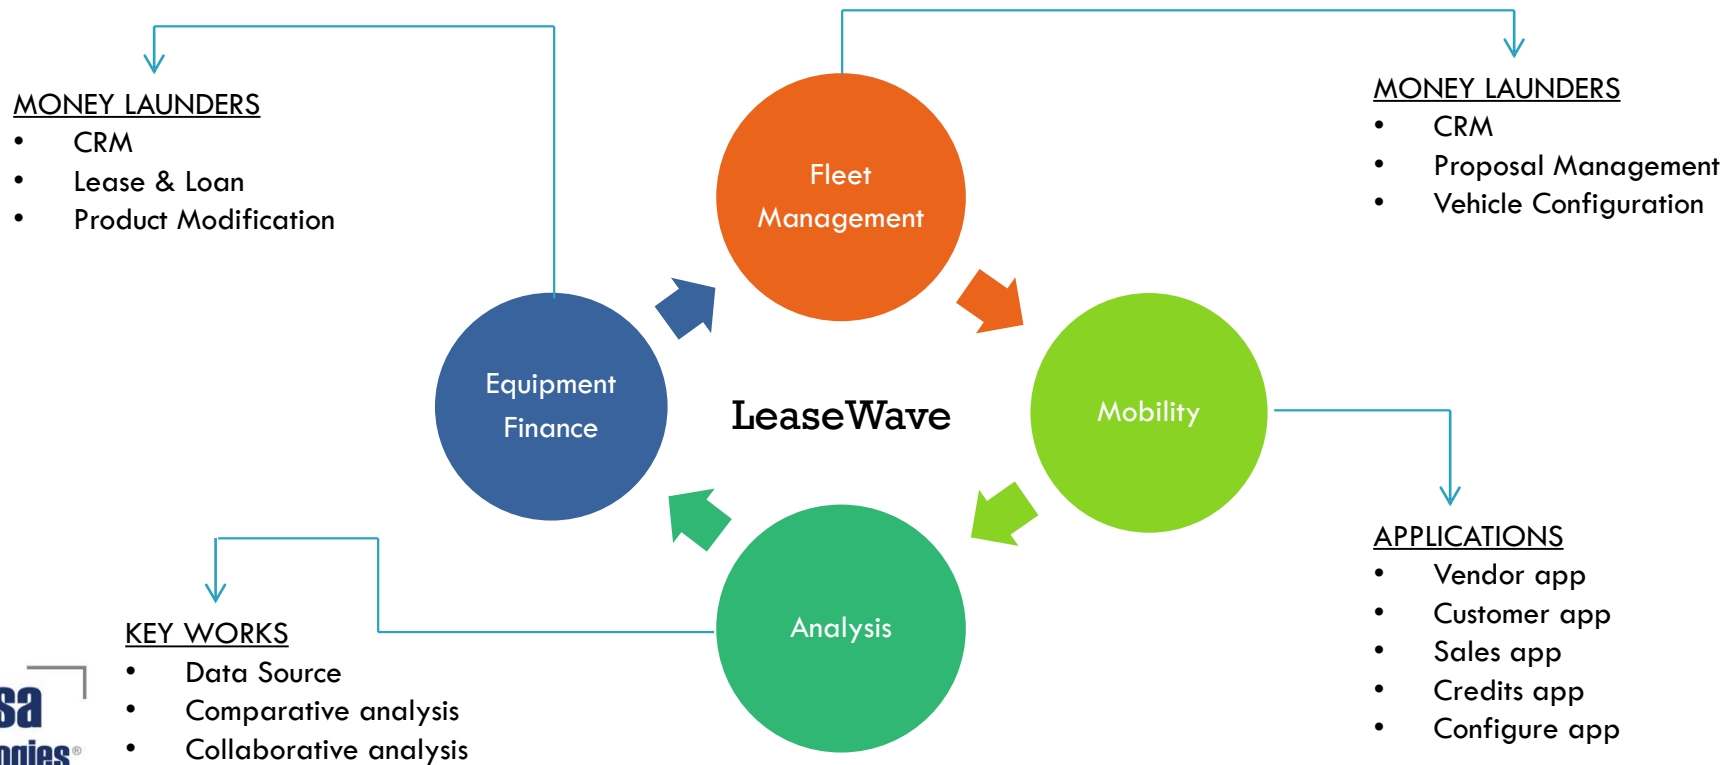 MONEY LAUNDERS
• CRM
• Lease & Loan
• Product Modification
Fleet
Management
MONEY LAUNDERS
• CRM
• Proposal Management
• Vehicle Configuration
Equipment
Finance
LeaseWave
Mobility
Analysis
KEY WORKS
• Data Source
• Comparative analysis
• Collaborative analysis
APPLICATIONS
• Vendor app
• Customer app
• Sales app
• Credits app
• Configure app